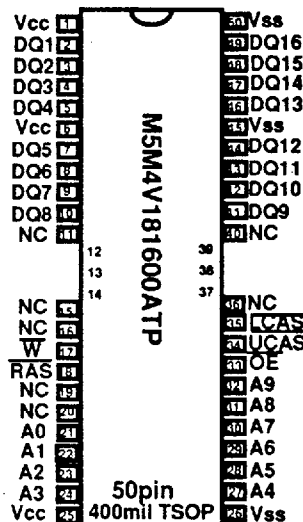 Vcc 1 50 Vss
DQ1 2 49 DQ16
DQ2 3 48 DQ15
DQ3 4 47 DQ14
DQ4 5 46 DQ13
Vcc 6 45 Vss
DQ5 7 44 DQ12
DQ6 8 43 DQ11
DQ7 9 42 DQ10
DQ8 10 41 DQ9
NC 11 40 NC
12 39
13 38
14 37
NC 15 36 NC
NC 16 35 LCAS
W 17 34 UCAS
RAS 18 33 OE
NC 19 32 A9
NC 20 31 A8
A0 21 30 A7
A1 22 29 A6
A2 23 28 A5
A3 24 27 A4
Vcc 25 26 Vss
M5M4V181600ATP
50pin
400mil TSOP